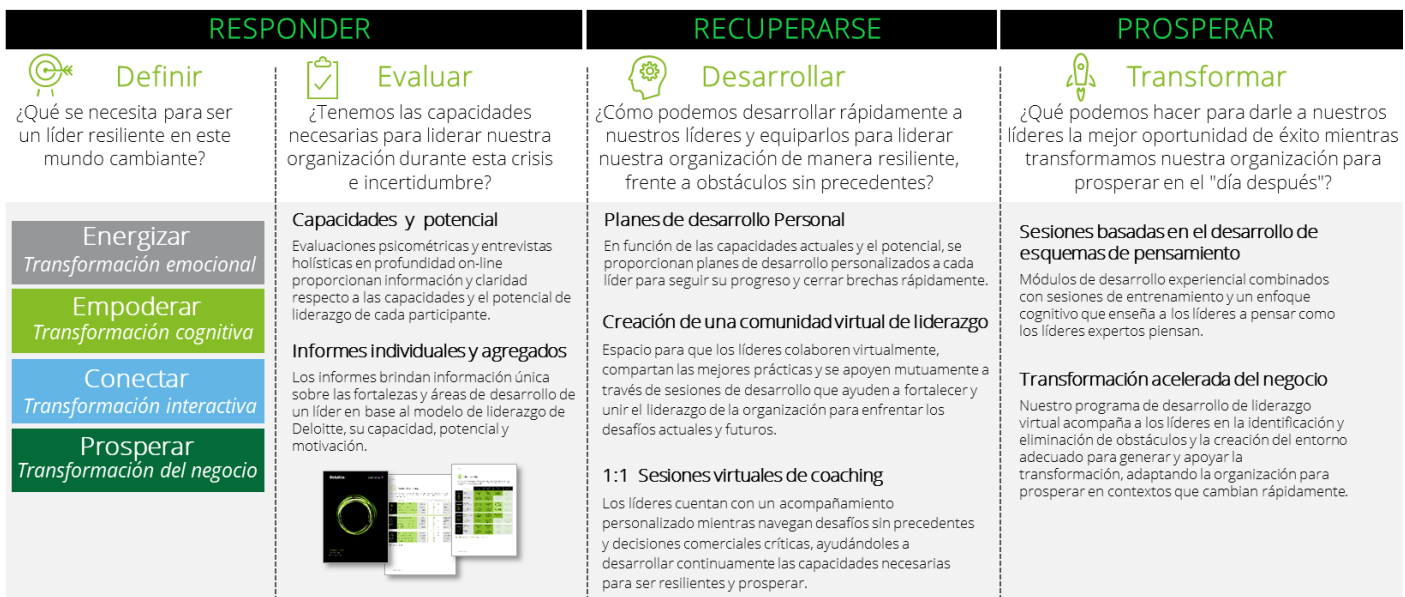 RESPONDER
RECUPERARSE
PROSPERAR
Definir
¿Qué se necesita para ser
un líder resiliente en este
mundo cambiante?
Energizar
Transformación emocional
Empoderar
Transformación cognitiva
Conectar
Transformación interactiva
Prosperar
Transformación del negocio
Evaluar
¿Tenemos las capacidades
necesarias para liderar nuestra
organización durante esta crisis
e incertidumbre?
Capacidades y potencial
Evaluaciones psicométricas y entrevistas
holísticas en profundidad on-line
proporcionan información y claridad
respecto a las capacidades y el potencial de
liderazgo de cada participante.
Informes individuales y agregados
Los informes brindan información única
sobre las fortalezas y áreas de desarrollo de
un líder en base al modelo de liderazgo de
Deloitte, su capacidad, potencial y
motivación.
Desarrollar
¿Cómo podemos desarrollar rápidamente a
nuestros líderes y equiparlos para liderar
nuestra organización de manera resiliente,
frente a obstáculos sin precedentes?
Planes de desarrollo Personal
En función de las capacidades actuales y el potencial, se
proporcionan planes de desarrollo personalizados a cada
líder para seguir su progreso y cerrar brechas rápidamente.
Creación de una comunidad virtual de liderazgo
Espacio para que los líderes colaboren virtualmente,
compartan las mejores prácticas y se apoyen mutuamente a
través de sesiones de desarrollo que ayuden a fortalecer y
unir el liderazgo de la organización para enfrentar los
desafíos actuales y futuros.
1:1 Sesiones virtuales de coaching
Los líderes cuentan con un acompañamiento
personalizado mientras navegan desafíos sin precedentes
y decisiones comerciales críticas, ayudándoles a
desarrollar continuamente las capacidades necesarias
para ser resilientes y prosperar.
Transformar
¿Qué podemos hacer para darle a nuestros
líderes la mejor oportunidad de éxito mientras
transformamos nuestra organización para
prosperar en el "día después"?
Sesiones basadas en el desarrollo de
esquemas de pensamiento
Módulos de desarrollo experiencial combinados
con sesiones de entrenamiento y un enfoque
cognitivo que enseña a los líderes a pensar como
los líderes expertos piensan.
Transformación acelerada del negocio
Nuestro programa de desarrollo de liderazgo
virtual acompaña a los líderes en la identificación y
eliminación de obstáculos y la creación del entorno
adecuado para generar y apoyar la
transformación, adaptando la organización para
prosperar en contextos que cambian rápidamente.